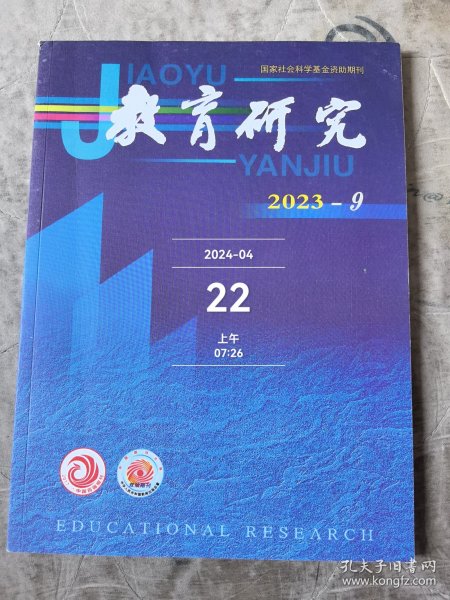 国家社会科学基金资助期刊
JIAOYU
教育研究
YANJIU
2023-9
2024-04
22
上午
07:26
EDUCATIONAL RESEARCH
孔夫子旧书网
www.kongfz.com